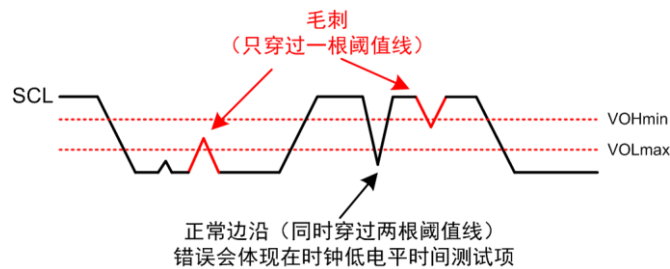 毛刺
（只穿过一根阈值线）
SCL
VOHmin
VOLmax
正常边沿（同时穿过两根阈值线）
错误会体现在时钟低电平时间测试项